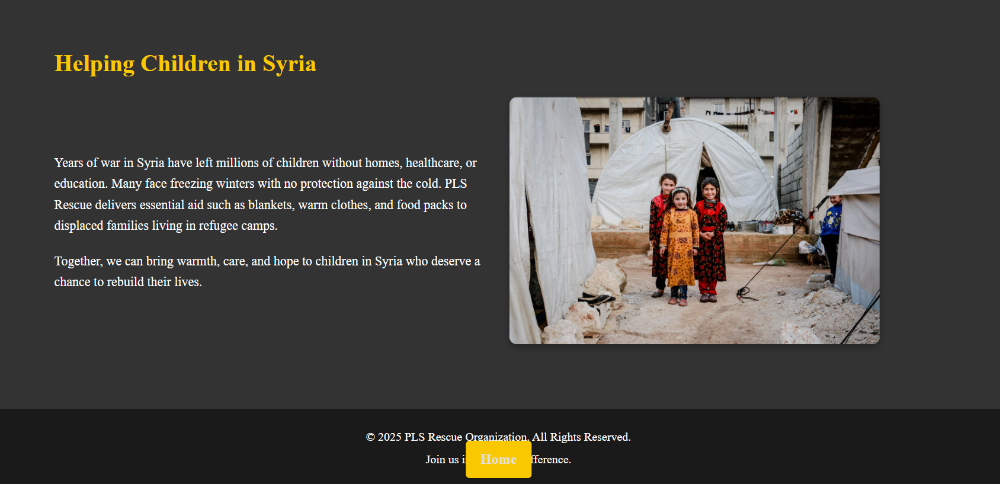 Helping Children in Syria
Years of war in Syria have left millions of children without homes, healthcare, or
education. Many face freezing winters with no protection against the cold. PLS
Rescue delivers essential aid such as blankets, warm clothes, and food packs to
displaced families living in refugee camps.
Together, we can bring warmth, care, and hope to children in Syria who deserve a
chance to rebuild their lives.
© 2025 PLS Rescue Organization. All Rights Reserved.
Join us
Home